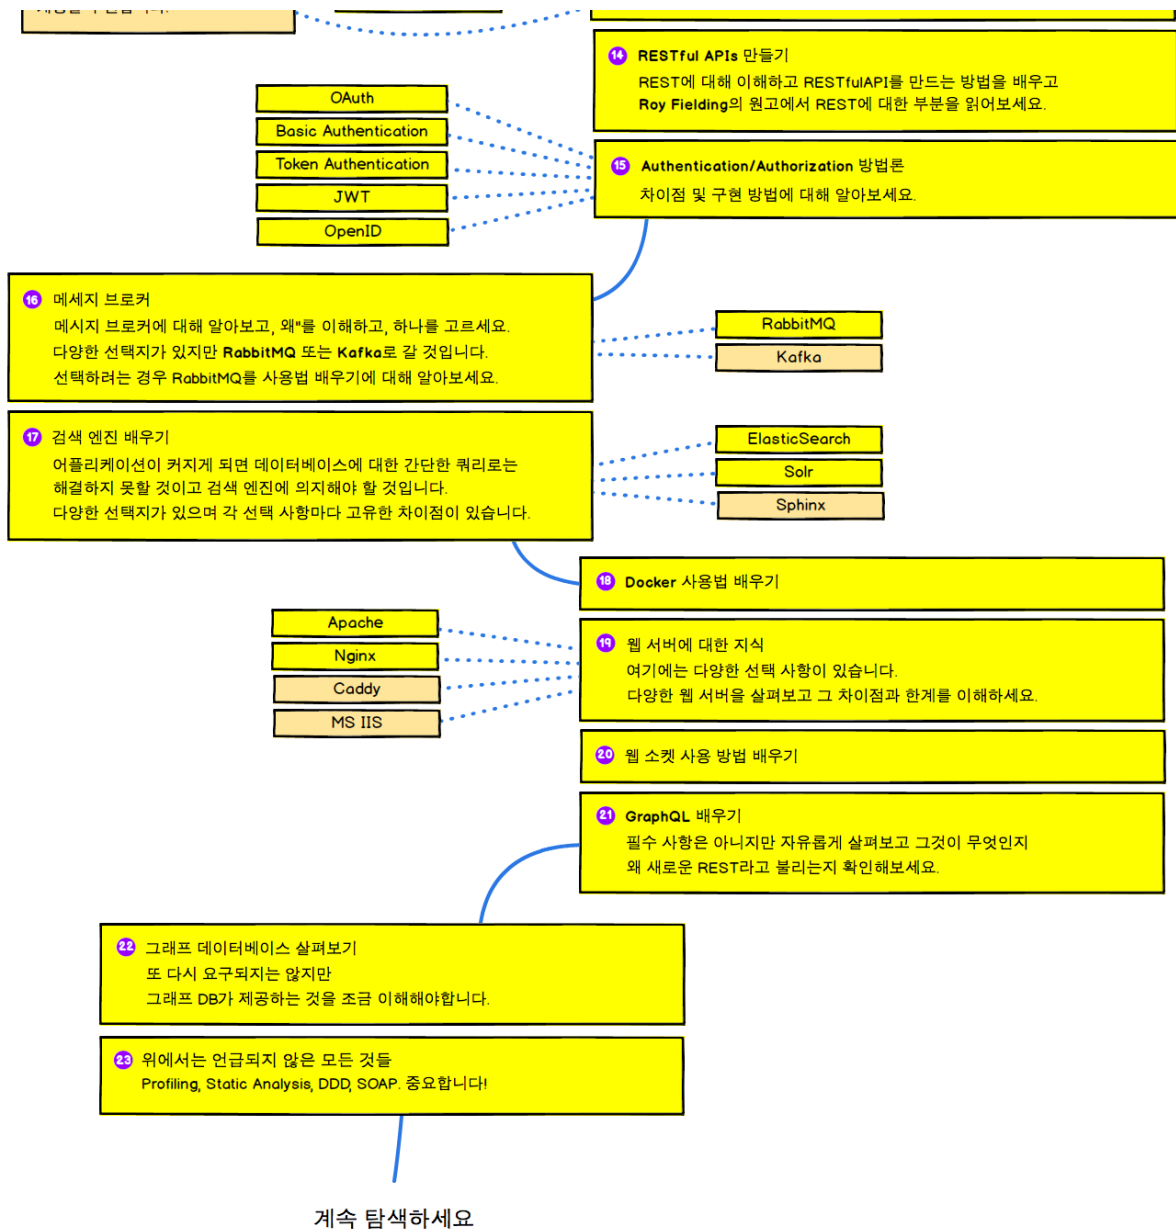 14 RESTful APIs 만들기
REST에 대해 이해하고 RESTfulAPI를 만드는 방법을 배우고
Roy Fielding의 원고에서 REST에 대한 부분을 읽어보세요.
OAuth
Basic Authentication
Token Authentication
JWT
OpenID
15 Authentication/Authorization 방법론
차이점 및 구현 방법에 대해 알아보세요.
16 메세지 브로커
메시지 브로커에 대해 알아보고, 왜"를 이해하고, 하나를 고르세요.
다양한 선택지가 있지만 RabbitMQ 또는 Kafka로 갈 것입니다.
선택하려는 경우 RabbitMQ를 사용법 배우기에 대해 알아보세요.
RabbitMQ
Kafka
17 검색 엔진 배우기
어플리케이션이 커지게 되면 데이터베이스에 대한 간단한 쿼리로는
해결하지 못할 것이고 검색 엔진에 의지해야 할 것입니다.
다양한 선택지가 있으며 각 선택 사항마다 고유한 차이점이 있습니다.
ElasticSearch
Solr
Sphinx
18 Docker 사용법 배우기
Apache
Nginx
Caddy
MS IIS
19 웹 서버에 대한 지식
여기에는 다양한 선택 사항이 있습니다.
다양한 웹 서버을 살펴보고 그 차이점과 한계를 이해하세요.
20 웹 소켓 사용 방법 배우기
21 GraphQL 배우기
필수 사항은 아니지만 자유롭게 살펴보고 그것이 무엇인지
왜 새로운 REST라고 불리는지 확인해보세요.
22 그래프 데이터베이스 살펴보기
또 다시 요구되지는 않지만
그래프 DB가 제공하는 것을 조금 이해해야합니다.
23 위에서는 언급되지 않은 모든 것들
Profiling, Static Analysis, DDD, SOAP. 중요합니다!
계속 탐색하세요